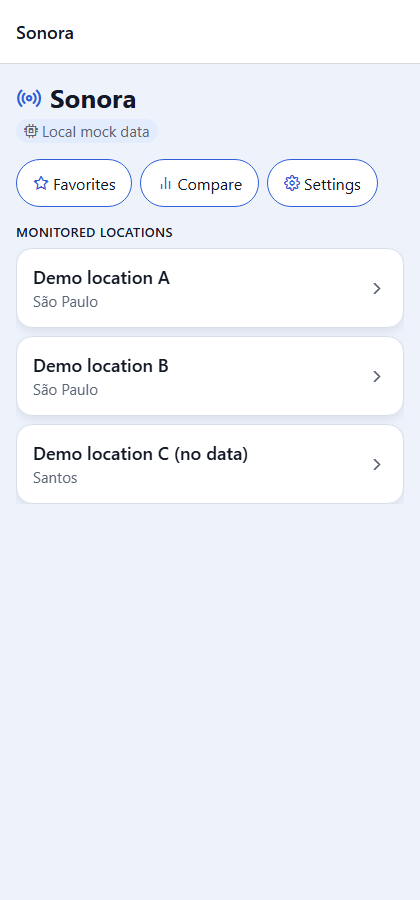 Sonora
Sonora
Local mock data
Favorites
Compare
Settings
MONITORED LOCATIONS
Demo location A
São Paulo
Demo location B
São Paulo
Demo location C (no data)
Santos